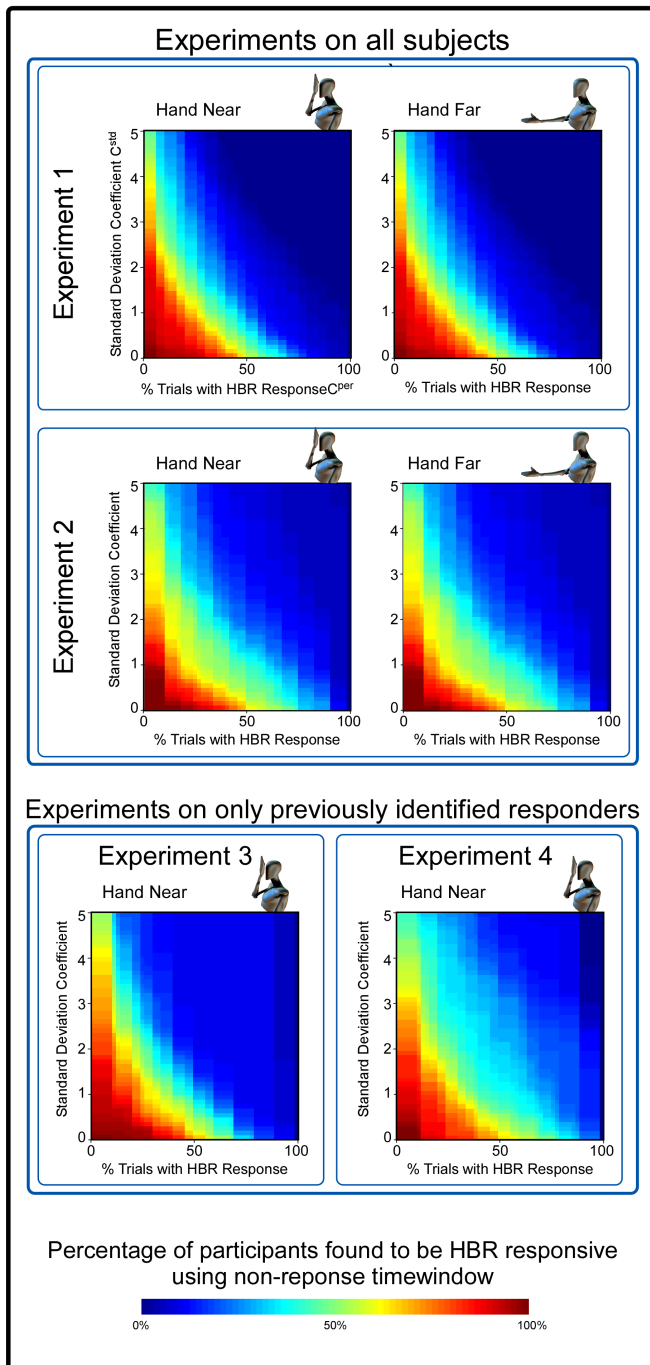 Experiments on all subjects
Experiment 1
Hand Near
Standard Deviation Coefficient C^std
5
4
3
2
1
0
0
50
100
% Trials with HBR ResponseC^per
Hand Far
5
4
3
2
1
0
0
50
100
% Trials with HBR Response
Experiment 2
Hand Near
Standard Deviation Coefficient
5
4
3
2
1
0
0
50
100
% Trials with HBR Response
Hand Far
5
4
3
2
1
0
0
50
100
% Trials with HBR Response
Experiments on only previously identified responders
Experiment 3
Hand Near
Standard Deviation Coefficient
5
4
3
2
1
0
0
50
100
% Trials with HBR Response
Experiment 4
Hand Near
Standard Deviation Coefficient
5
4
3
2
1
0
0
50
100
% Trials with HBR Response
Percentage of participants found to be HBR responsive
using non-reponse timewindow
0%
50%
100%